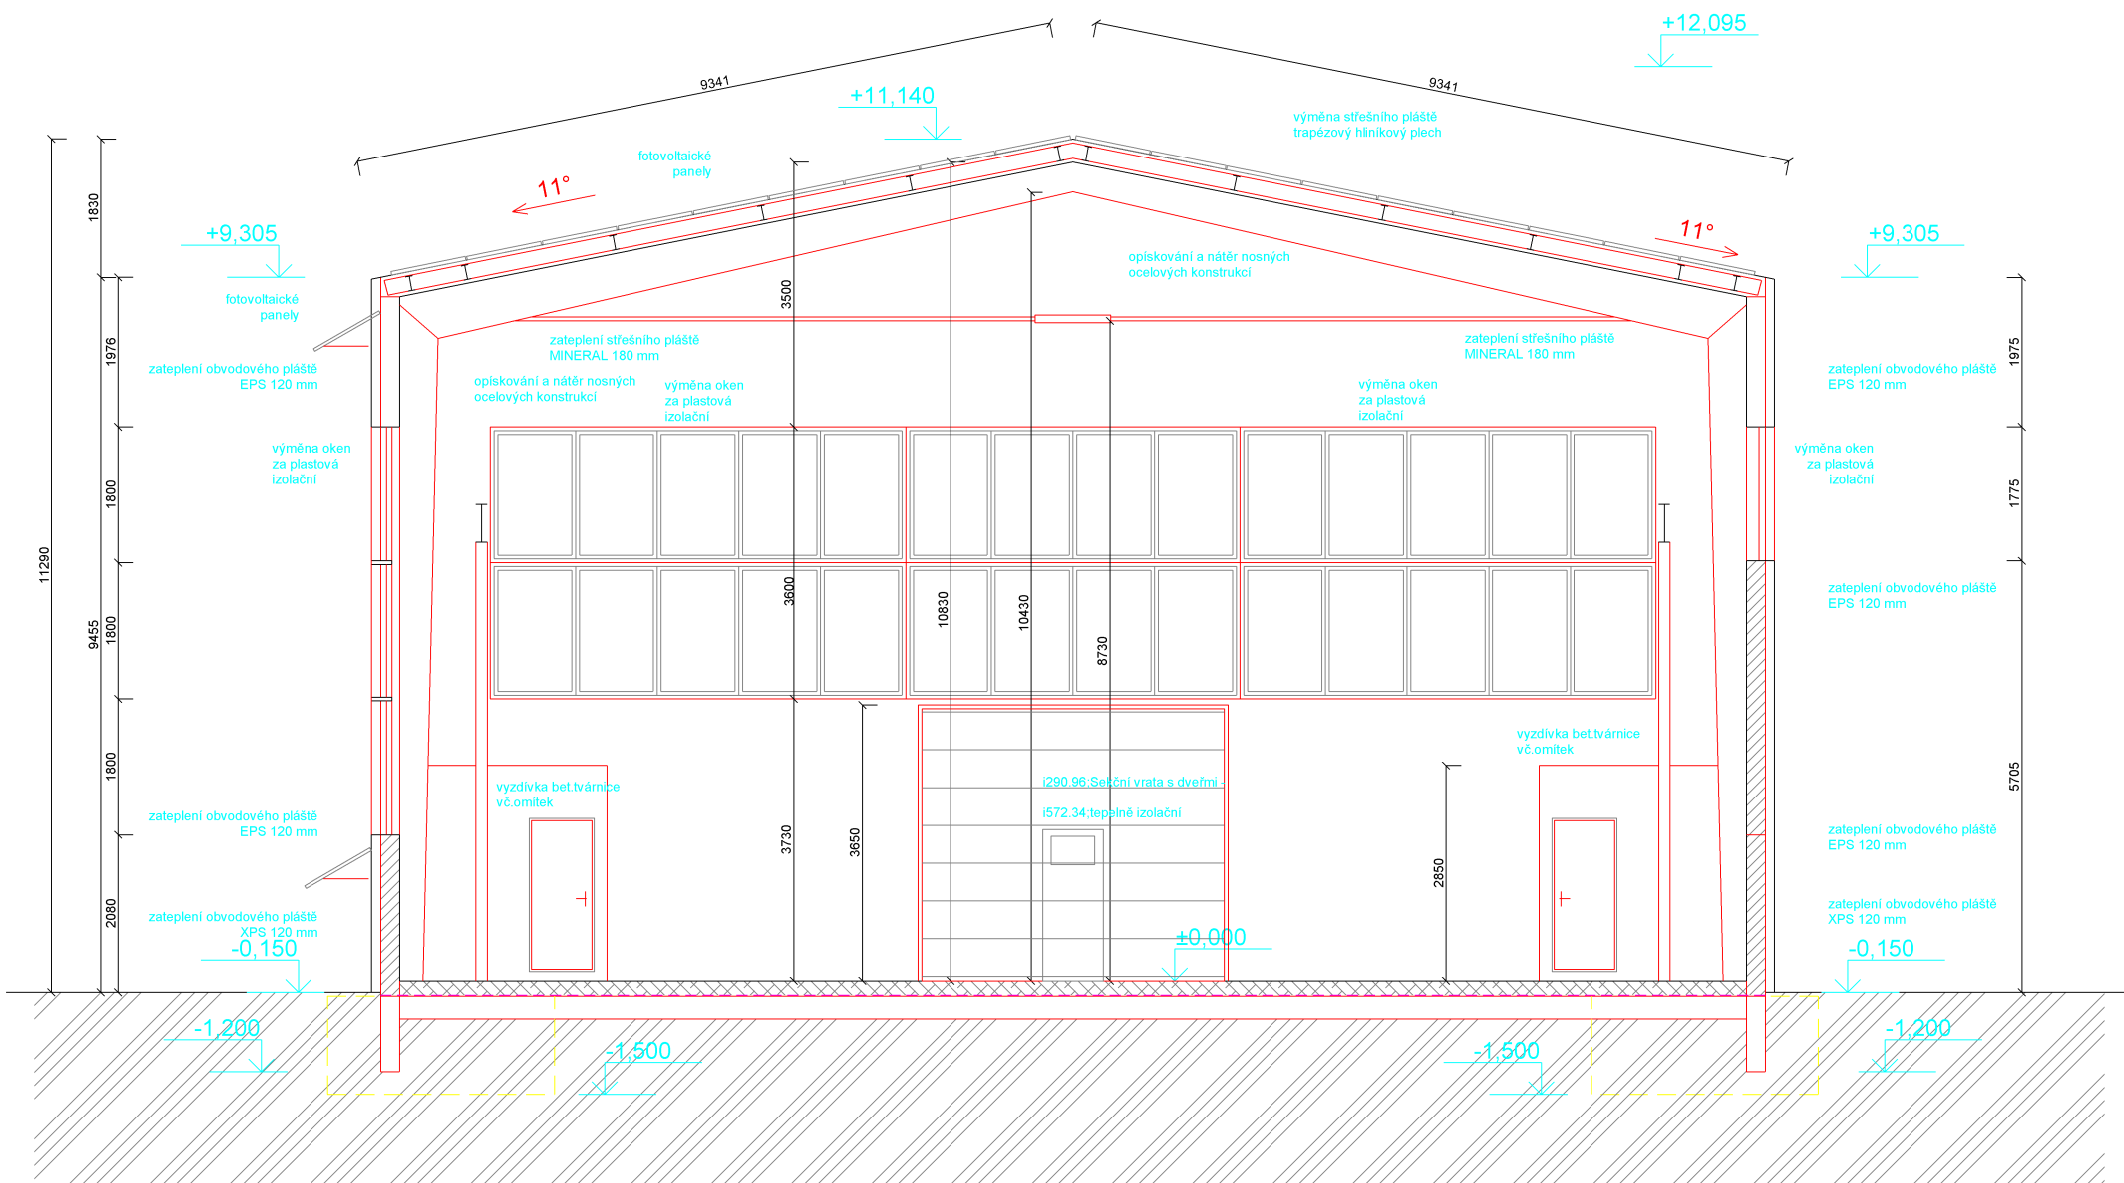 +12,095
9341
9341
+11,140
výměna střešního pláště
trapézový hliníkový plech
fotovoltaické
panely
11°
11°
1830
+9,305
+9,305
opískování a nátěr nosných
ocelových konstrukcí
fotovoltaické
panely
3500
1976
1975
zateplení střešního pláště
MINERAL 180 mm
zateplení střešního pláště
MINERAL 180 mm
zateplení obvodového pláště
EPS 120 mm
zateplení obvodového pláště
EPS 120 mm
opískování a nátěr nosných
ocelových konstrukcí
výměna oken
za plastová
izolační
výměna oken
za plastová
izolační
výměna oken
za plastová
izolační
výměna oken
za plastová
izolační
1800
1775
11290
3600
10830
10430
8730
zateplení obvodového pláště
EPS 120 mm
9455
1800
vyzdívka bet.tvárnice
vč.omítek
1800
5705
vyzdívka bet.tvárnice
vč.omítek
i290.96;Sekční vrata s dveřmi -
i572.34;tepelně izolační
zateplení obvodového pláště
EPS 120 mm
zateplení obvodového pláště
EPS 120 mm
3730
3650
2850
2080
zateplení obvodového pláště
XPS 120 mm
zateplení obvodového pláště
XPS 120 mm
-0,150
±0,000
-0,150
-1,200
-1,500
-1,500
-1,200